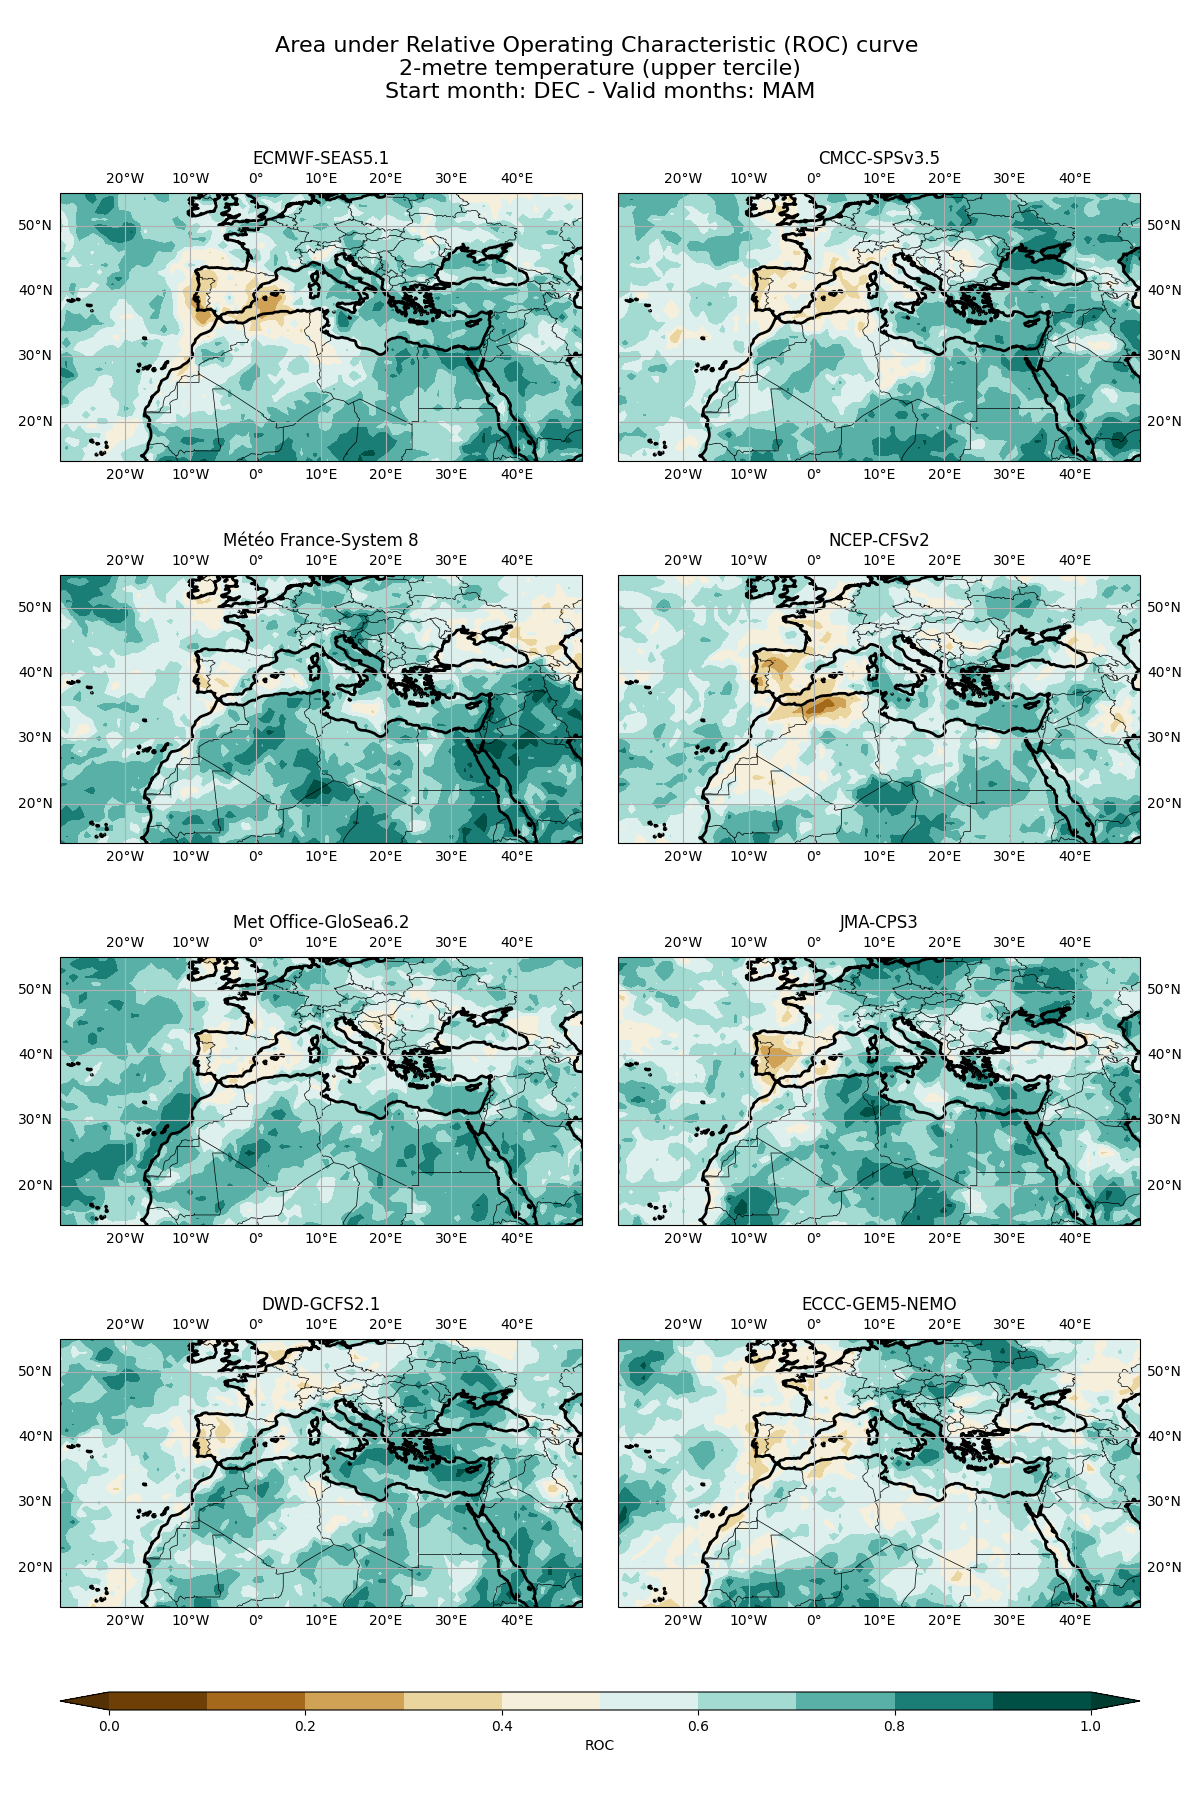 Area under Relative Operating Characteristic (ROC) curve
2-metre temperature (upper tercile)
Start month: DEC - Valid months: MAM
ECMWF-SEAS5.1
20°W 10°W 0° 10°E 20°E 30°E 40°E
50°N
40°N
30°N
20°N
20°W 10°W 0° 10°E 20°E 30°E 40°E
CMCC-SPSv3.5
20°W 10°W 0° 10°E 20°E 30°E 40°E
50°N
40°N
30°N
20°N
20°W 10°W 0° 10°E 20°E 30°E 40°E
Météo France-System 8
20°W 10°W 0° 10°E 20°E 30°E 40°E
50°N
40°N
30°N
20°N
20°W 10°W 0° 10°E 20°E 30°E 40°E
NCEP-CFSv2
20°W 10°W 0° 10°E 20°E 30°E 40°E
50°N
40°N
30°N
20°N
20°W 10°W 0° 10°E 20°E 30°E 40°E
Met Office-GloSea6.2
20°W 10°W 0° 10°E 20°E 30°E 40°E
50°N
40°N
30°N
20°N
20°W 10°W 0° 10°E 20°E 30°E 40°E
JMA-CPS3
20°W 10°W 0° 10°E 20°E 30°E 40°E
50°N
40°N
30°N
20°N
20°W 10°W 0° 10°E 20°E 30°E 40°E
DWD-GCFS2.1
20°W 10°W 0° 10°E 20°E 30°E 40°E
50°N
40°N
30°N
20°N
20°W 10°W 0° 10°E 20°E 30°E 40°E
ECCC-GEM5-NEMO
20°W 10°W 0° 10°E 20°E 30°E 40°E
50°N
40°N
30°N
20°N
20°W 10°W 0° 10°E 20°E 30°E 40°E
0.0 0.2 0.4 0.6 0.8 1.0
ROC